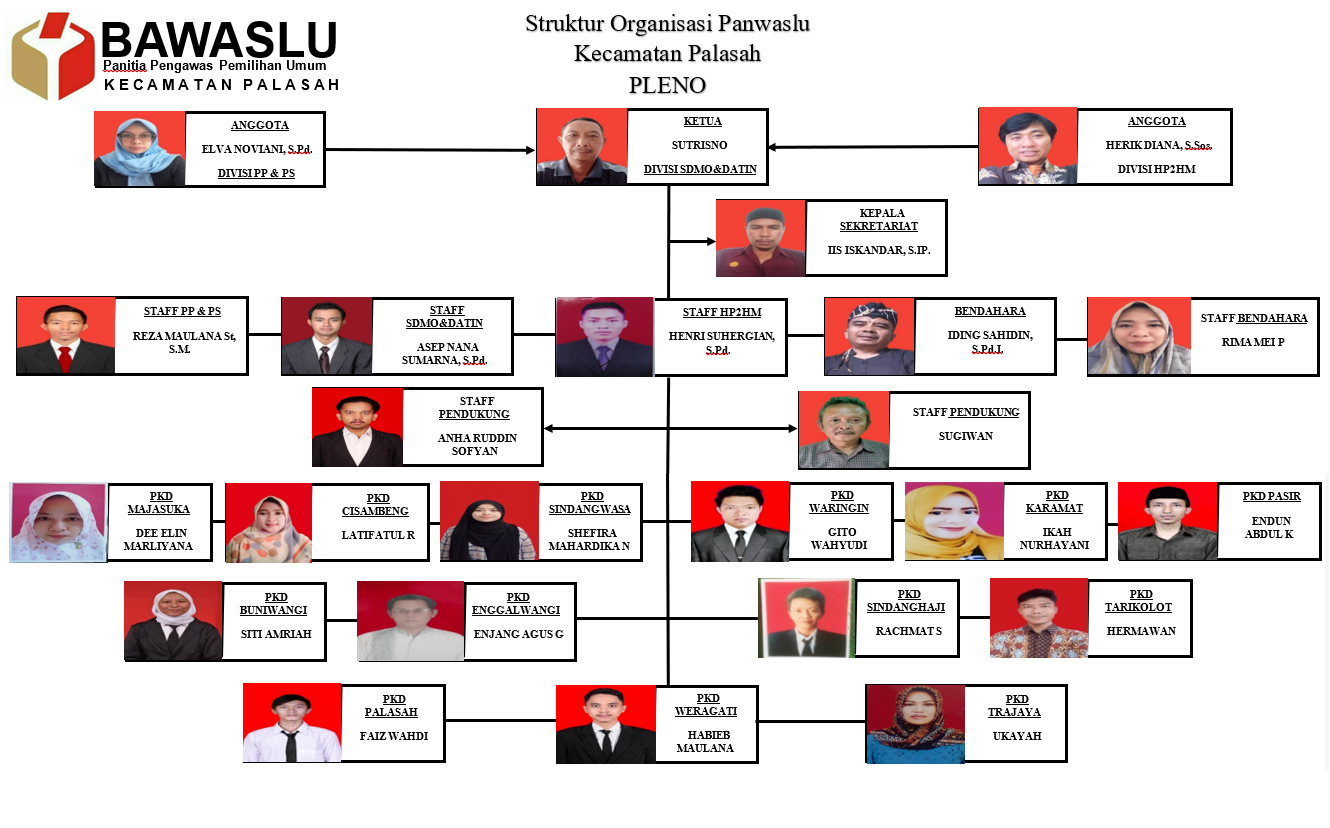 BAWASLU
Panitia Pengawas Pemilihan Umum
KECAMATAN PALASAH
Struktur Organisasi Panwaslu
Kecamatan Palasah
PLENO
ANGGOTA
ELVA NOVIANI, S.Pd.
DIVISI PP & PS
KETUA
SUTRISNO
DIVISI SDMO&DATIN
ANGGOTA
HERIK DIANA, S.Sos.
DIVISI HP2HM
KEPALA
SEKRETARIAT
IIS ISKANDAR, S.IP.
STAFF PP & PS
REZA MAULANA St,
S.M.
STAFF
SDMO&DATIN
ASEP NANA
SUMARNA, S.Pd.
STAFF HP2HM
HENRI SUHERGIAN,
S.Pd.
BENDAHARA
IDING SAHIDIN,
S.Pd.I.
STAFF BENDAHARA
RIMA MEI P
STAFF
PENDUKUNG
ANHA RUDDIN
SOFYAN
STAFF PENDUKUNG
SUGIWAN
PKD
MAJASUKA
DEE ELIN
MARLIYANA
PKD
CISAMBENG
LATIFATUL R
PKD
SINDANGWASA
SHEFIRA
MAHARDIKA N
PKD
WARINGIN
GITO
WAHYUDI
PKD
KARAMAT
IKAH
NURHAYANI
PKD PASIR
ENDUN
ABDUL K
PKD
BUNIWANGI
SITI AMRIAH
PKD
ENGGALWANGI
ENJANG AGUS G
PKD
SINDANGHAJI
RACHMAT S
PKD
TARIKOLOT
HERMAWAN
PKD
PALASAH
FAIZ WAHDI
PKD
WERAGATI
HABIEB
MAULANA
PKD
TRAJAYA
UKAYAH